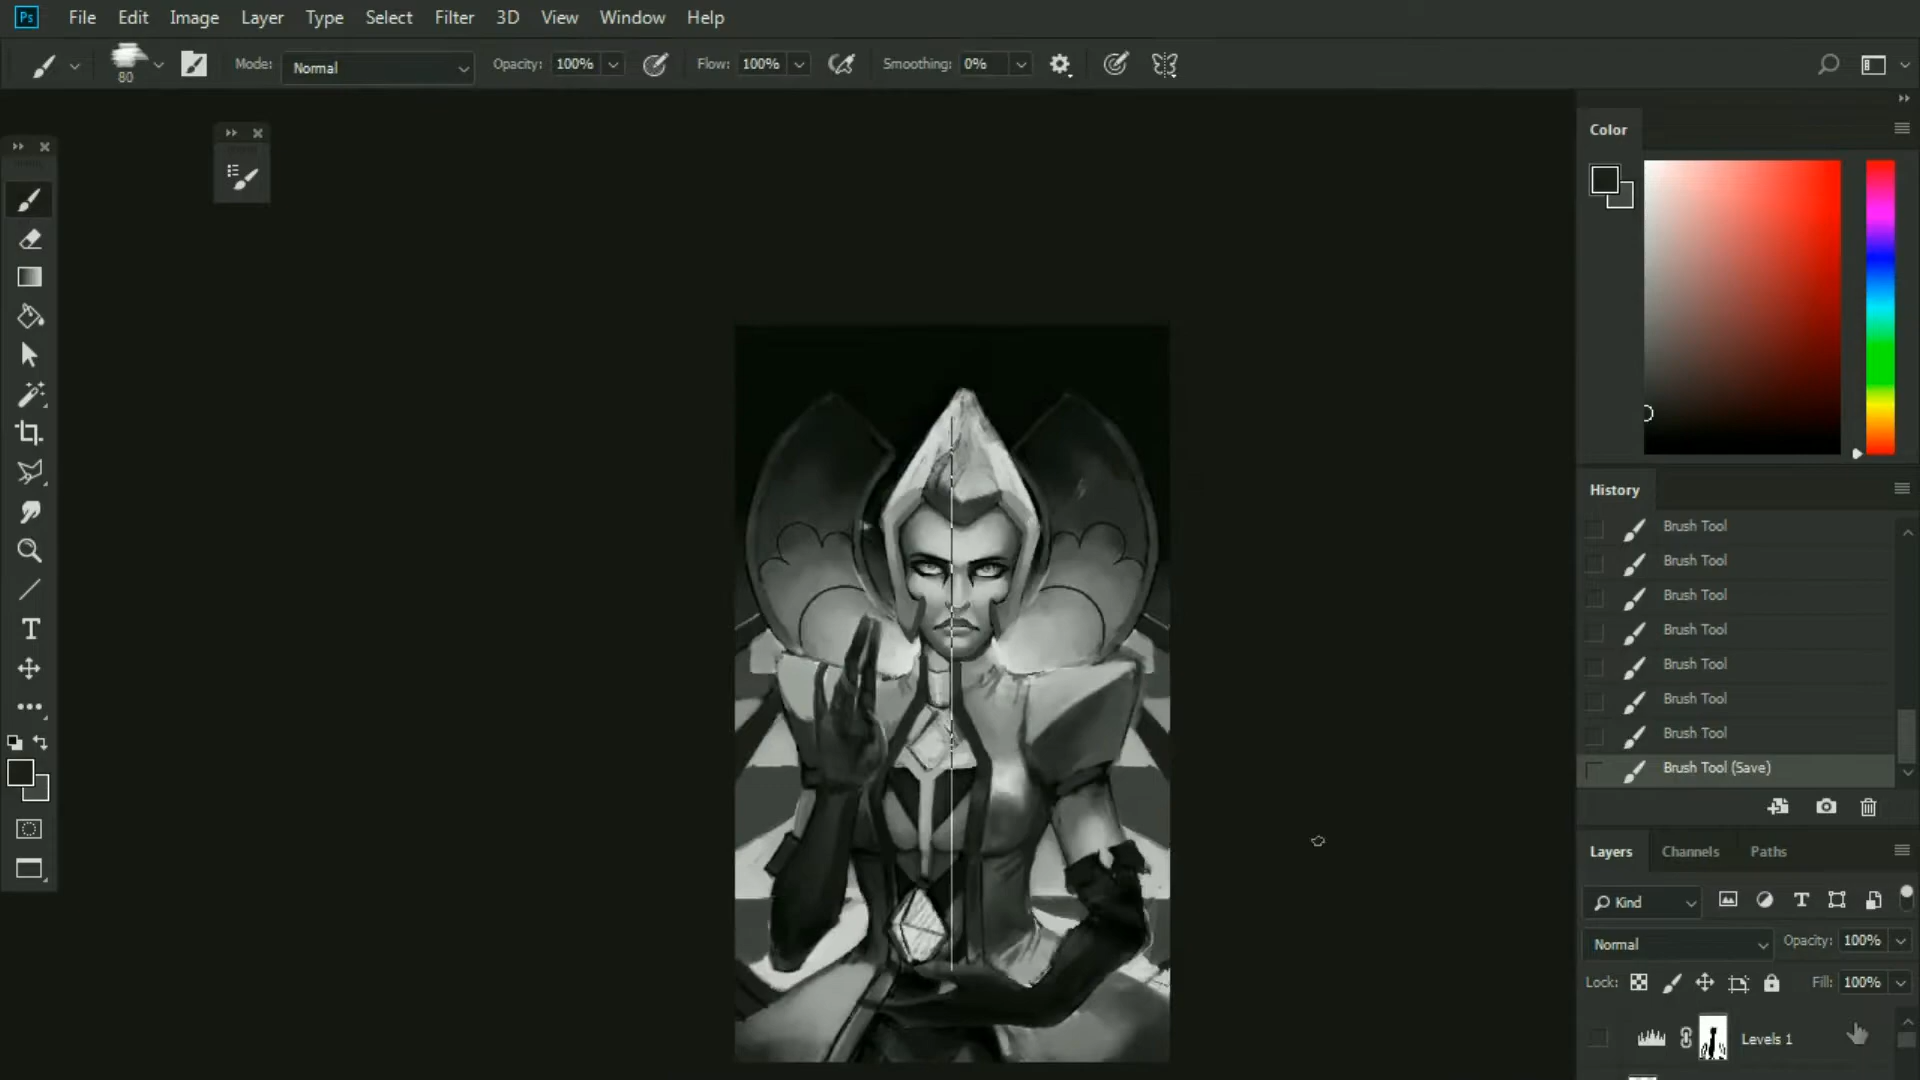 Ps File Edit Image Layer Type Select Filter 3D View Window Help
80 Mode: Normal Opacity: 100% Flow: 100% Smoothing: 0%
Color
History
Brush Tool
Brush Tool
Brush Tool
Brush Tool
Brush Tool
Brush Tool
Brush Tool
Brush Tool (Save)
Layers Channels Paths
Kind
Normal Opacity: 100%
Lock: Fill: 100%
Levels 1